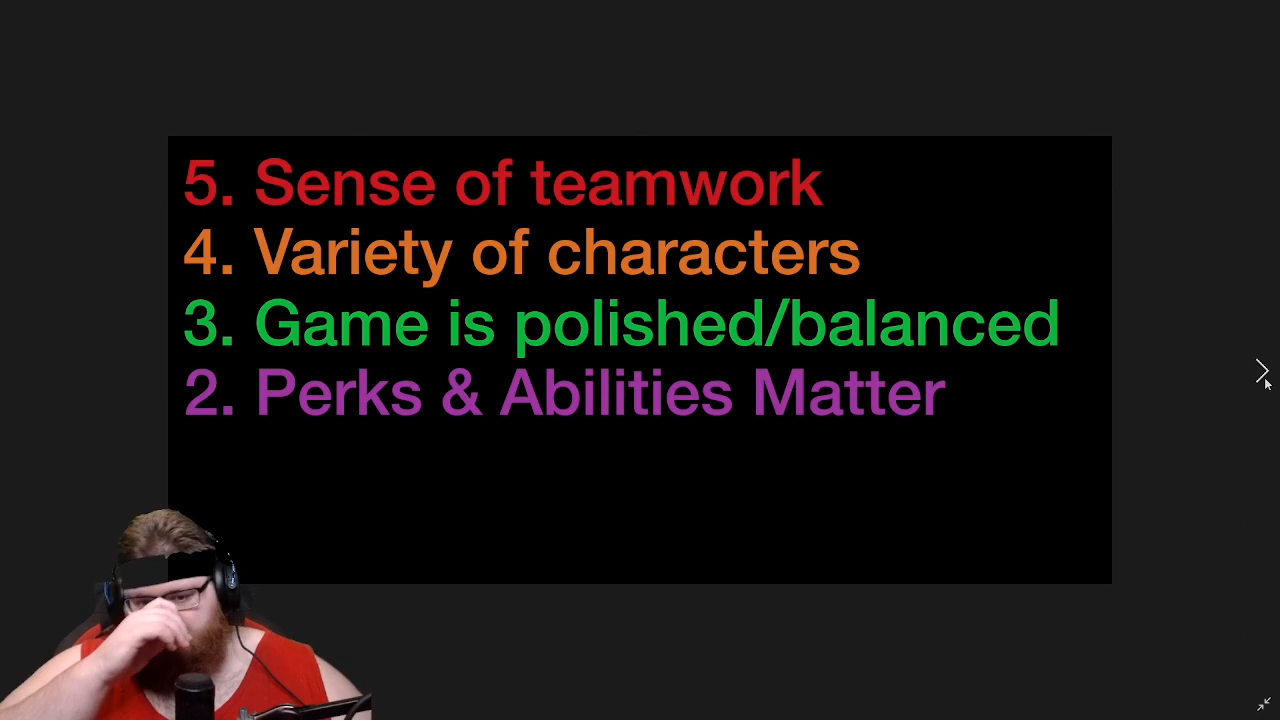 5. Sense of teamwork
4. Variety of characters
3. Game is polished/balanced
2. Perks & Abilities Matter